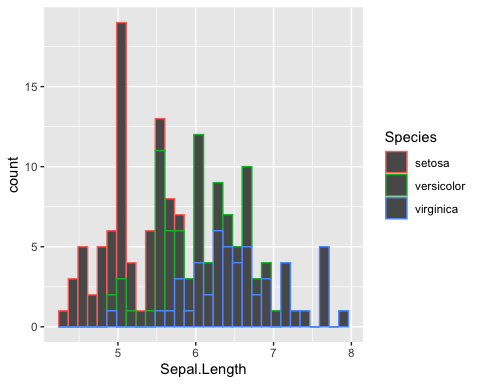 15
10
5
0
count
5
6
7
8
Sepal.Length
Species
setosa
versicolor
virginica